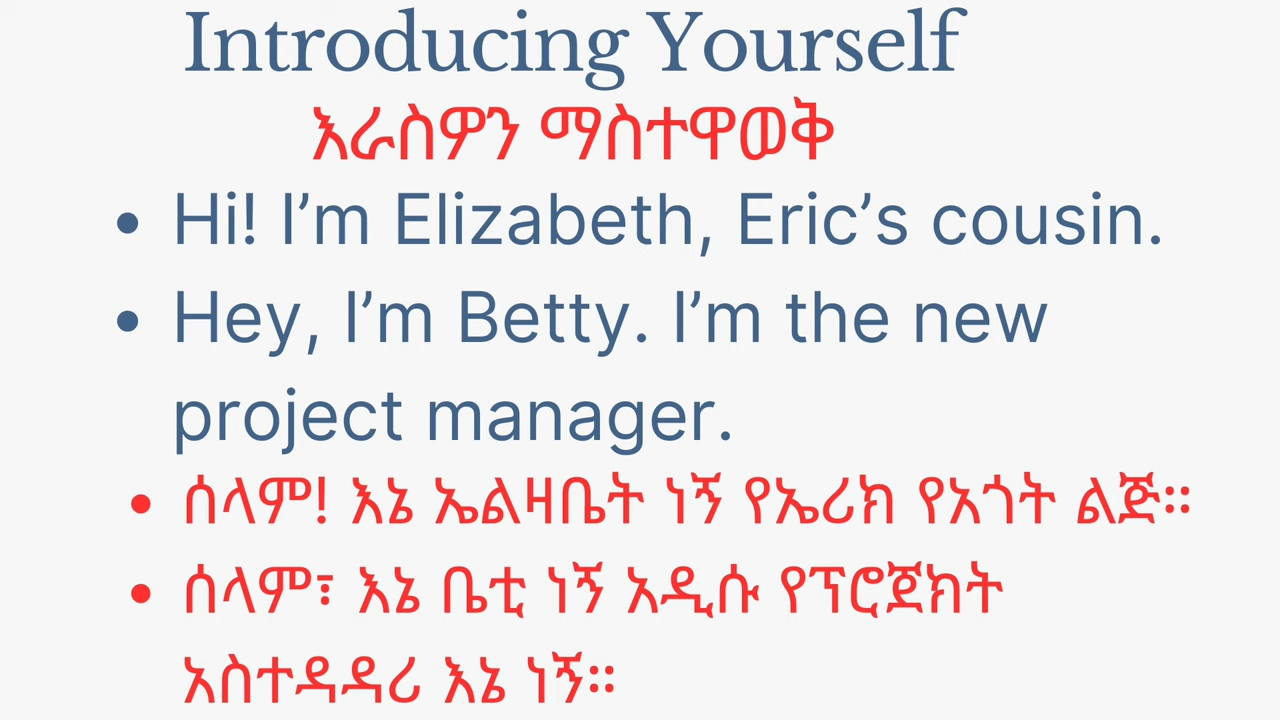 Introducing Yourself
እራስዎን ማስተዋወቅ
• Hi! I’m Elizabeth, Eric’s cousin.
• Hey, I’m Betty. I’m the new
project manager.
• ሰላም! እኔ ኤልዛቤት ነኝ የኤሪክ የአጎት ልጅ።
• ሰላም፣ እኔ ቤቲ ነኝ አዲሱ የፕሮጀክት
አስተዳዳሪ እኔ ነኝ።